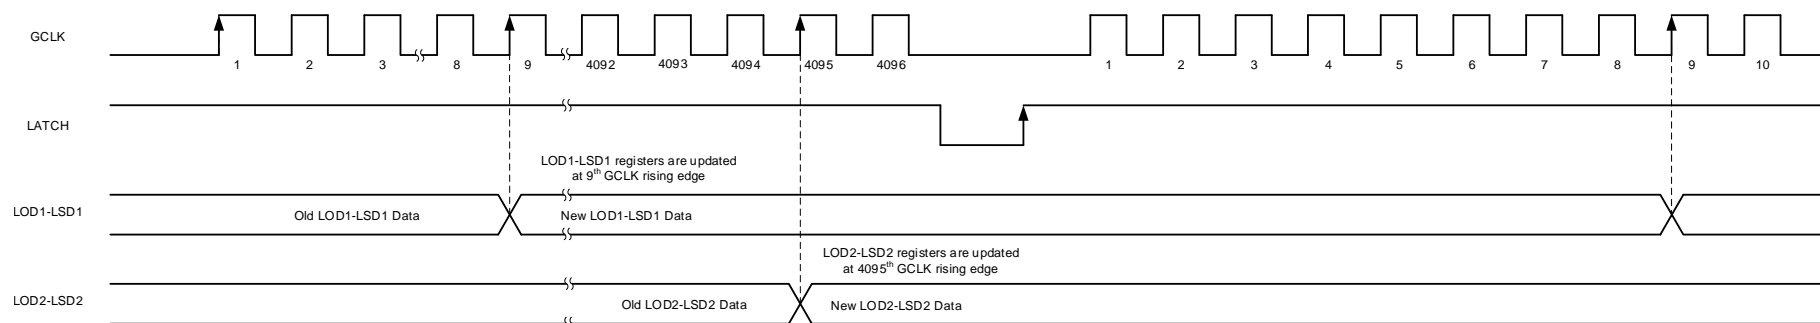 GCLK
1 2 3 8 9 4092 4093 4094 4095 4096 1 2 3 4 5 6 7 8 9 10
LATCH
LOD1-LSD1 registers are updated
at 9th GCLK rising edge
LOD1-LSD1
Old LOD1-LSD1 Data New LOD1-LSD1 Data
LOD2-LSD2 registers are updated
at 4095th GCLK rising edge
LOD2-LSD2
Old LOD2-LSD2 Data New LOD2-LSD2 Data